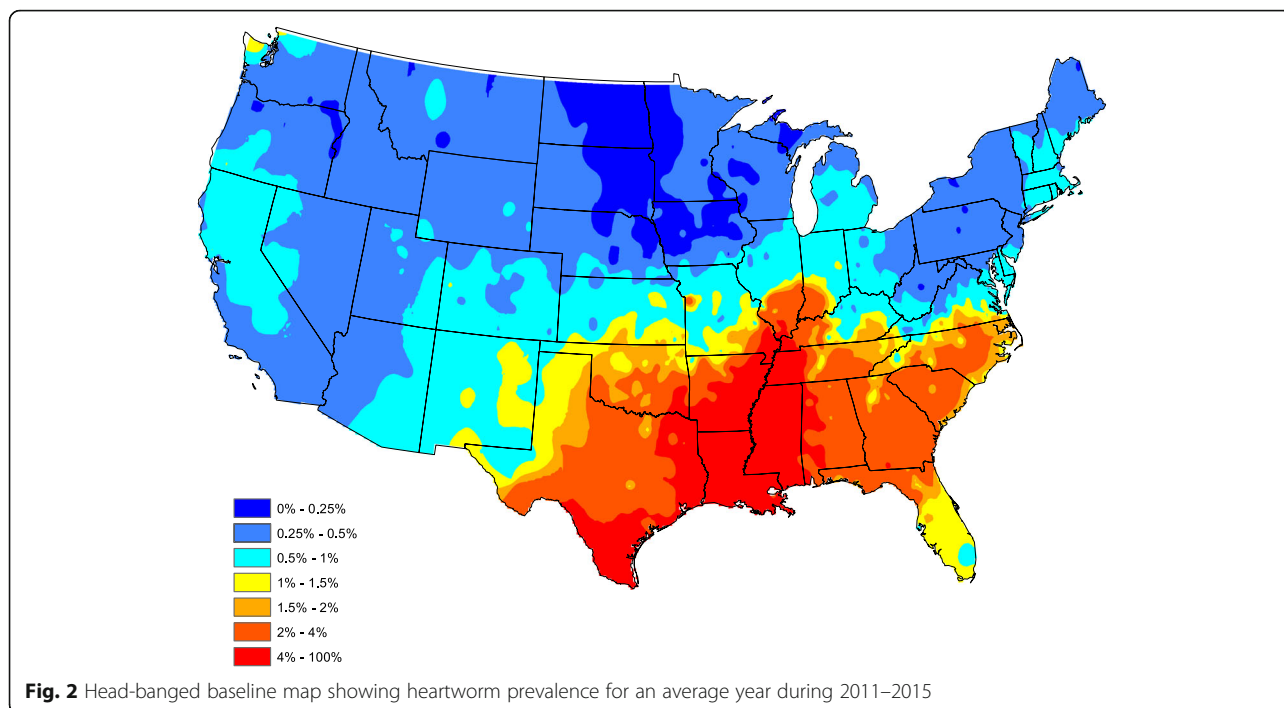 0% - 0.25%
0.25% - 0.5%
0.5% - 1%
1% - 1.5%
1.5% - 2%
2% - 4%
4% - 100%
Fig. 2 Head-banged baseline map showing heartworm prevalence for an average year during 2011–2015